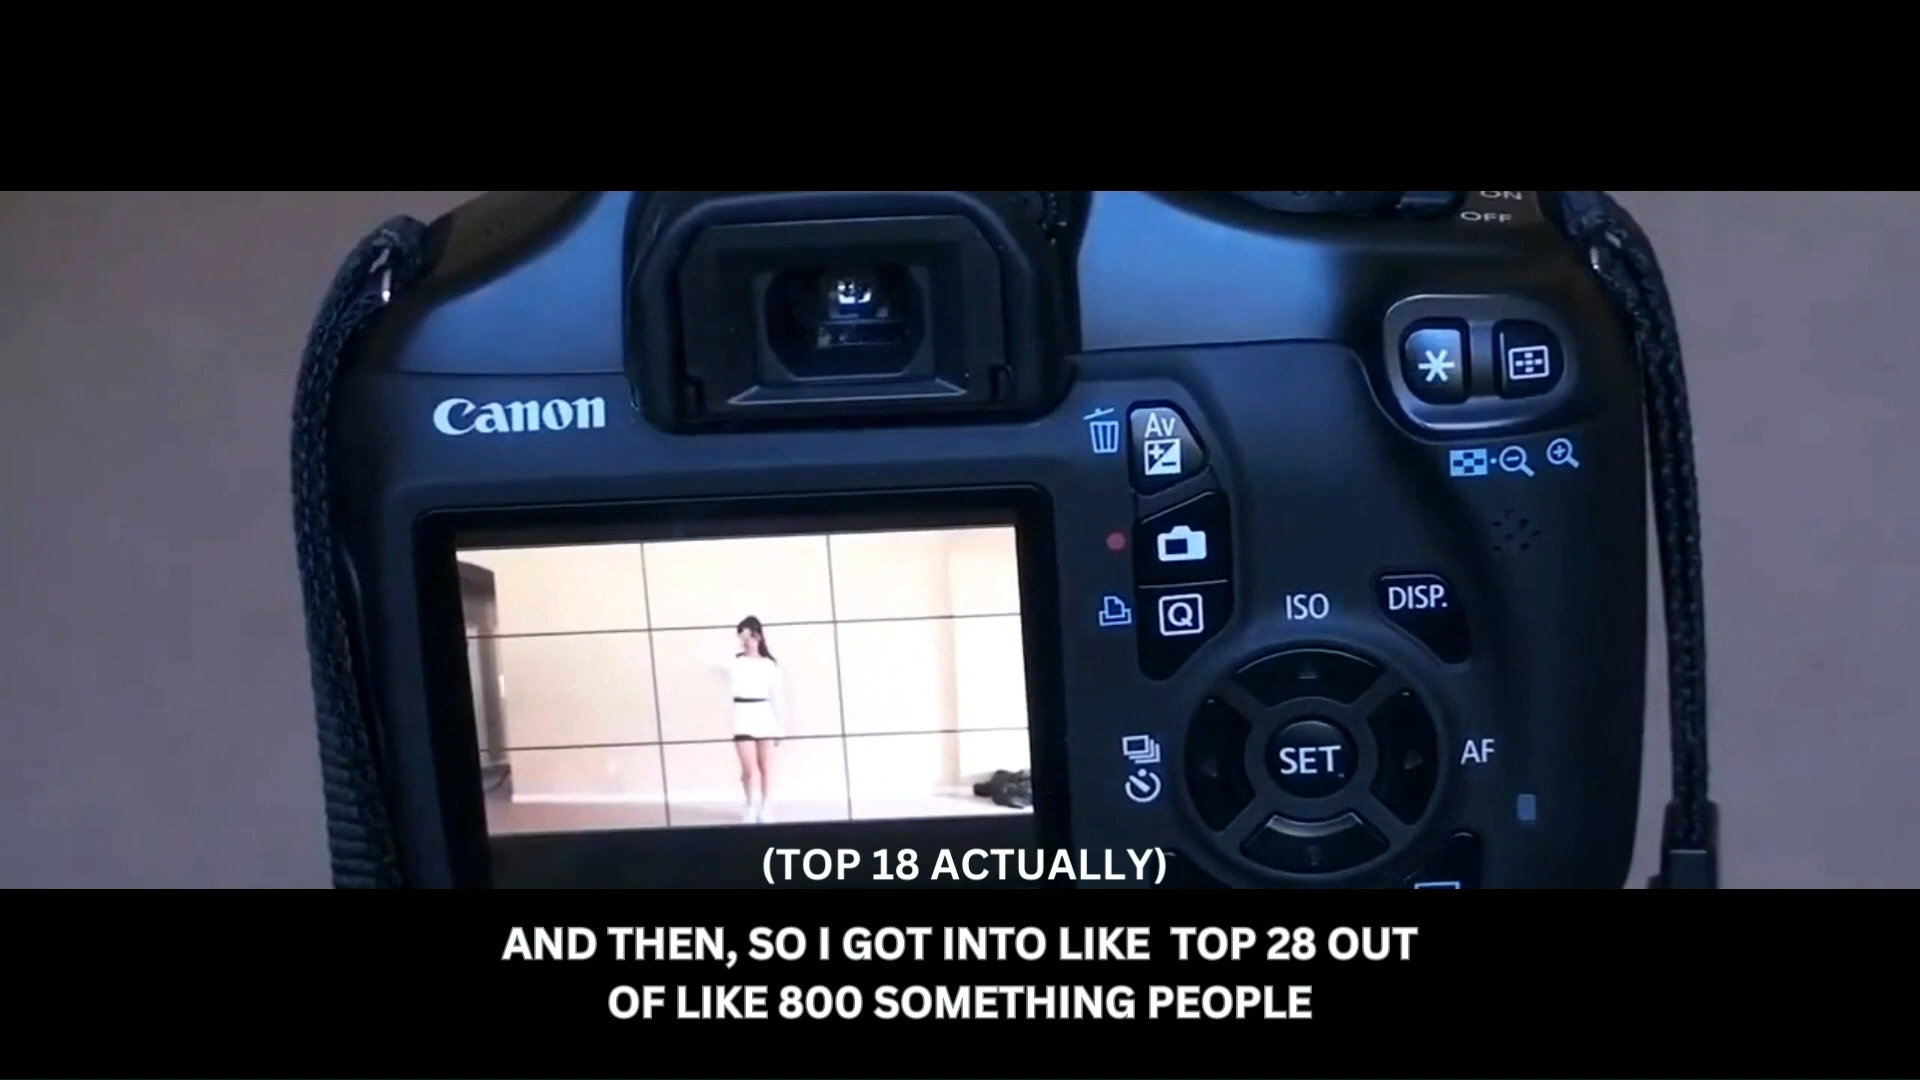 ON
OFF
Canon
Av
Q
ISO
DISP.
SET
AF
(TOP 18 ACTUALLY)
AND THEN, SO I GOT INTO LIKE TOP 28 OUT
OF LIKE 800 SOMETHING PEOPLE